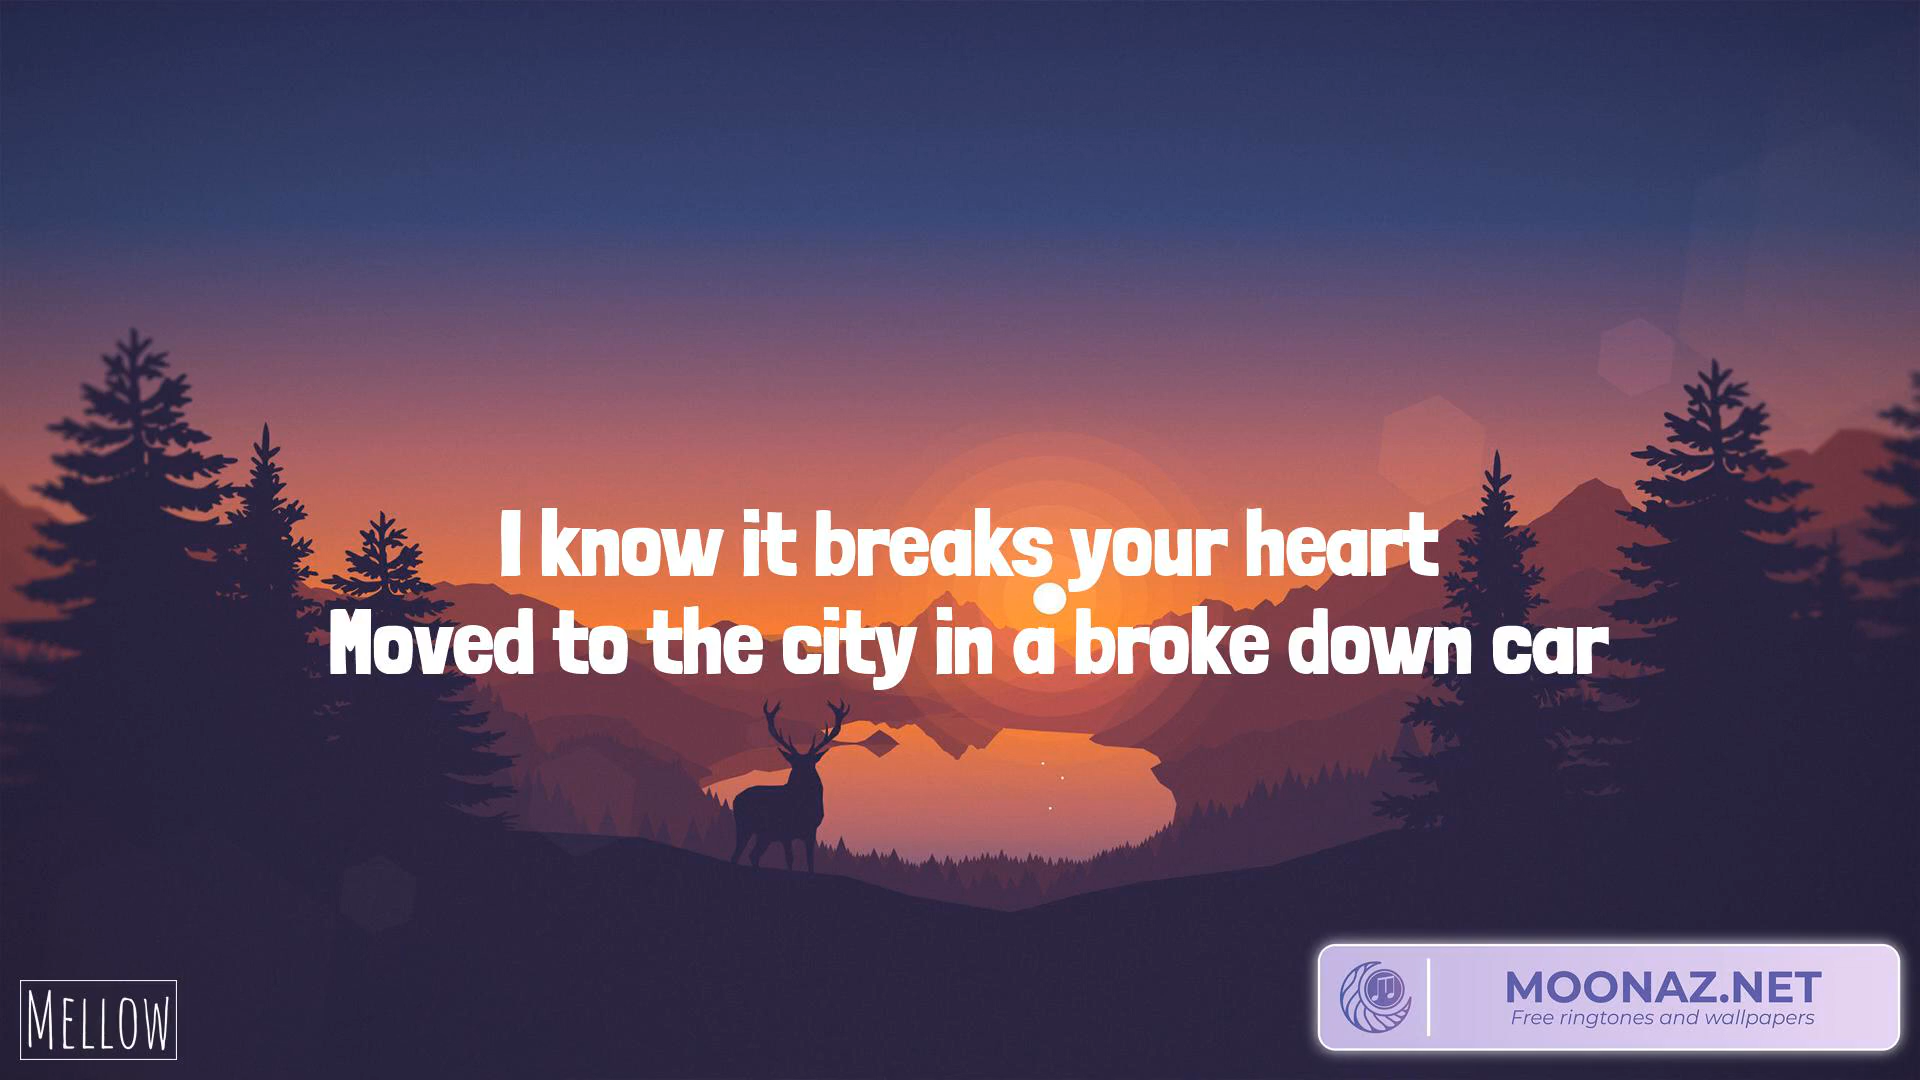 I know it breaks your heart
Moved to the city in a broke down car
MELLOW
MOONAZ.NET
Free ringtones and wallpapers